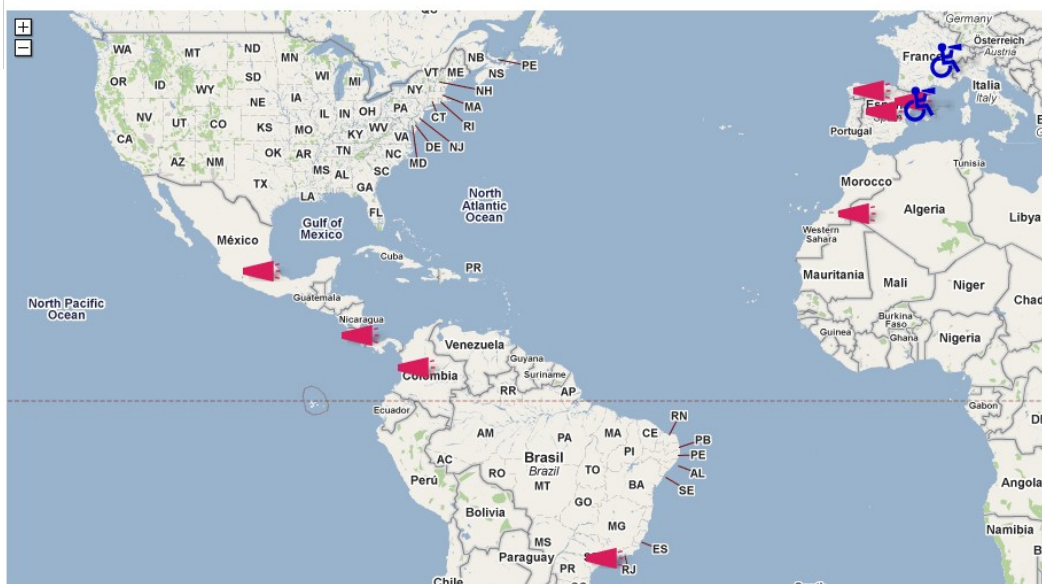 +
−
WA
MT
ND
MN
OR
ID
SD
WI
MI
WY
NE
IA
NV
UT
CO
IL
IN
OH
CA
KS
MO
KY
WV
VA
PA
NY
VT
ME
NB
NS
PE
NH
MA
CT
RI
NJ
DE
MD
AZ
NM
OK
AR
TN
NC
SC
TX
MS
AL
GA
LA
FL
North
Atlantic
Ocean
Gulf of
Mexico
México
Cuba
PR
Guatemala
Nicaragua
North Pacific
Ocean
Venezuela
Guyana
Suriname
Colombia
RR
AP
Ecuador
AM
PA
MA
CE
RN
PB
PE
AL
SE
PI
AC
RO
TO
BA
Perú
Brasil
Brazil
MT
GO
Bolivia
MG
MS
ES
RJ
Paraguay
PR
Chile
Germany
Österreich
Austria
France
Italia
Italy
Portugal
Tunisia
Morocco
Algeria
Libya
Western
Sahara
Mauritania
Mali
Niger
Burkina
Faso
Guinea
Ghana
Nigeria
Gabon
Angola
Namibia